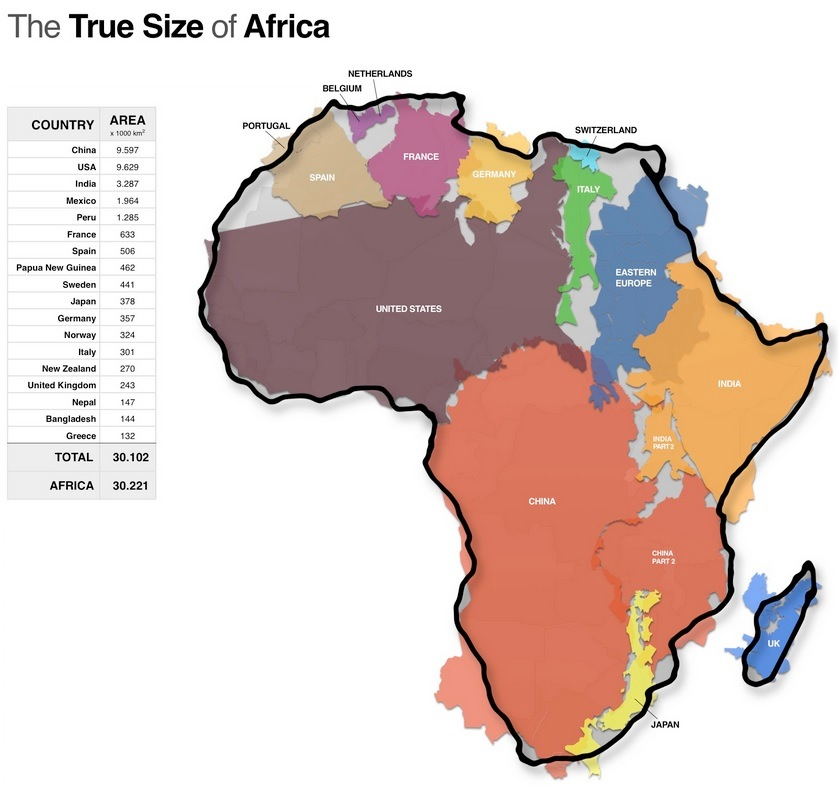 The True Size of Africa
COUNTRY AREA
x 1000 km²
China 9.597
USA 9.629
India 3.287
Mexico 1.964
Peru 1.285
France 633
Spain 506
Papua New Guinea 462
Sweden 441
Japan 378
Germany 357
Norway 324
Italy 301
New Zealand 270
United Kingdom 243
Nepal 147
Bangladesh 144
Greece 132
TOTAL 30.102
AFRICA 30.221
NETHERLANDS
BELGIUM
PORTUGAL
SWITZERLAND
FRANCE
GERMANY
SPAIN
ITALY
EASTERN
EUROPE
UNITED STATES
INDIA
INDIA
PART 2
CHINA
CHINA
PART 2
UK
JAPAN